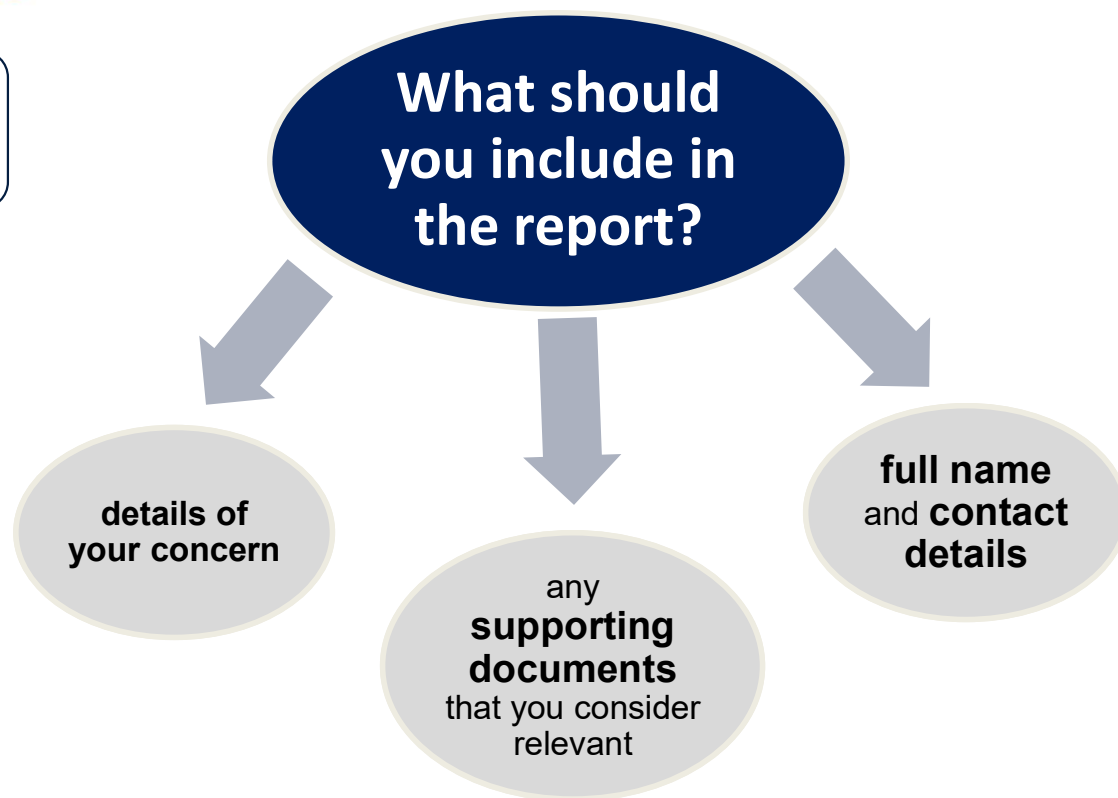 What should
you include in
the report?
details of
your concern
any
supporting
documents
that you consider
relevant
full name
and contact
details